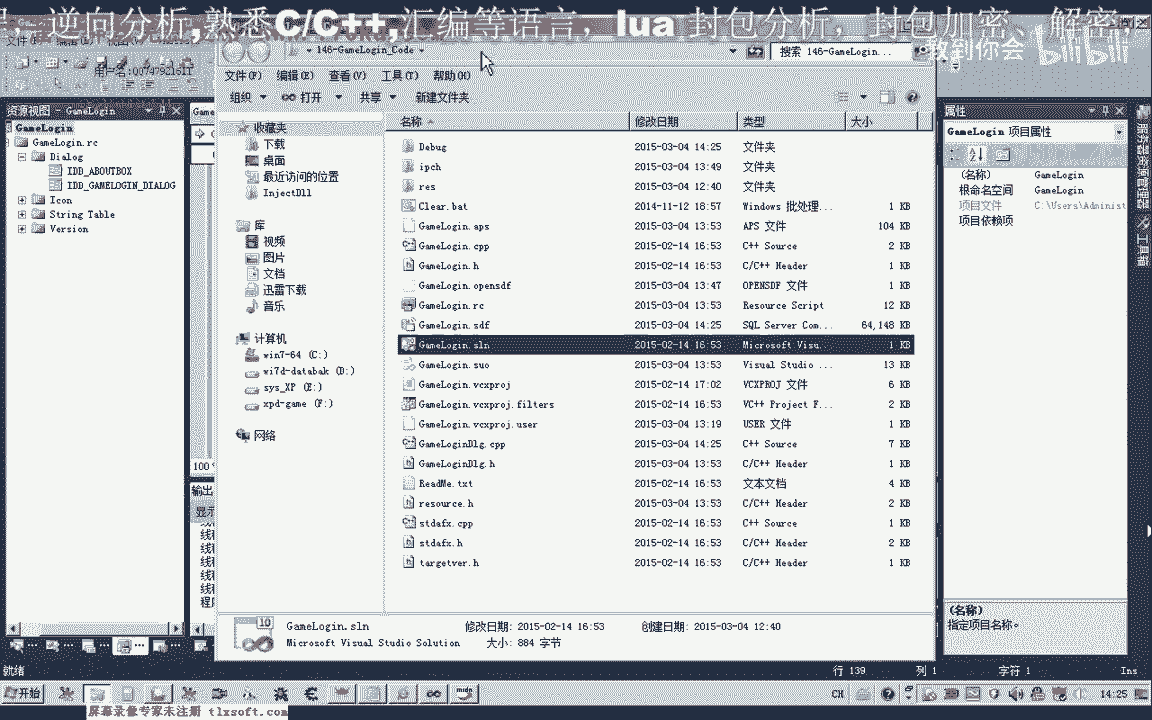 逆向分析,熟悉C/C++,汇编等语言，lua 封包分析，封包加密、解密，
教到你会 bilibili
用户名:QQ747921611
146-GameLogin_Code
搜索 146-GameLogin...
文件(F) 编辑(E) 查看(V) 工具(T) 帮助(H)
组织 打开 共享 新建文件夹
资源视图 - GameLogin
GameLogin
GameLogin.rc
Dialog
IDD_ABOUTBOX
IDD_GAMELOGIN_DIALOG
Icon
String Table
Version
收藏夹
下载
桌面
最近访问的位置
InjectDll
库
视频
图片
文档
迅雷下载
音乐
计算机
win7-64 (C:)
wi7d-databak (D:)
sys_XP (E:)
xpd-game (F:)
网络
名称 修改日期 类型 大小
Debug 2015-03-04 14:25 文件夹
ipch 2015-03-04 13:49 文件夹
res 2015-03-04 12:40 文件夹
Clear.bat 2014-11-12 18:57 Windows 批处理... 1 KB
GameLogin.aps 2015-03-04 13:53 APS 文件 104 KB
GameLogin.cpp 2015-02-14 16:53 C++ Source 2 KB
GameLogin.h 2015-02-14 16:53 C/C++ Header 1 KB
GameLogin.opensdf 2015-03-04 13:47 OPENSDF 文件 1 KB
GameLogin.rc 2015-03-04 13:53 Resource Script 12 KB
GameLogin.sdf 2015-03-04 14:25 SQL Server Com... 64,148 KB
GameLogin.sln 2015-02-14 16:53 Microsoft Visu... 1 KB
GameLogin.suo 2015-03-04 13:53 Visual Studio ... 13 KB
GameLogin.vcxproj 2015-02-14 17:02 VCXPROJ 文件 6 KB
GameLogin.vcxproj.filters 2015-02-14 16:53 VC++ Project F... 2 KB
GameLogin.vcxproj.user 2015-03-04 13:19 USER 文件 1 KB
GameLoginDlg.cpp 2015-03-04 14:25 C++ Source 7 KB
GameLoginDlg.h 2015-03-04 13:53 C/C++ Header 1 KB
ReadMe.txt 2015-02-14 16:53 文本文档 4 KB
resource.h 2015-03-04 13:53 C/C++ Header 2 KB
stdafx.cpp 2015-02-14 16:53 C++ Source 1 KB
stdafx.h 2015-02-14 16:53 C/C++ Header 2 KB
targetver.h 2015-02-14 16:53 C/C++ Header 1 KB
GameLogin.sln 修改日期: 2015-02-14 16:53 创建日期: 2015-03-04 12:40
Microsoft Visual Studio Solution 大小: 884 字节
属性
GameLogin 项目属性
(名称) GameLogin
根命名空间 GameLogin
项目文件 C:\Users\Administ
项目依赖项
(名称)
指定项目名称。
服务器资源管理器
工具箱
100
输出
就绪 行 139 列 1 字符 1 Ins
开始 CH 14:25
屏幕录像专家未注册 tlxsoft.com